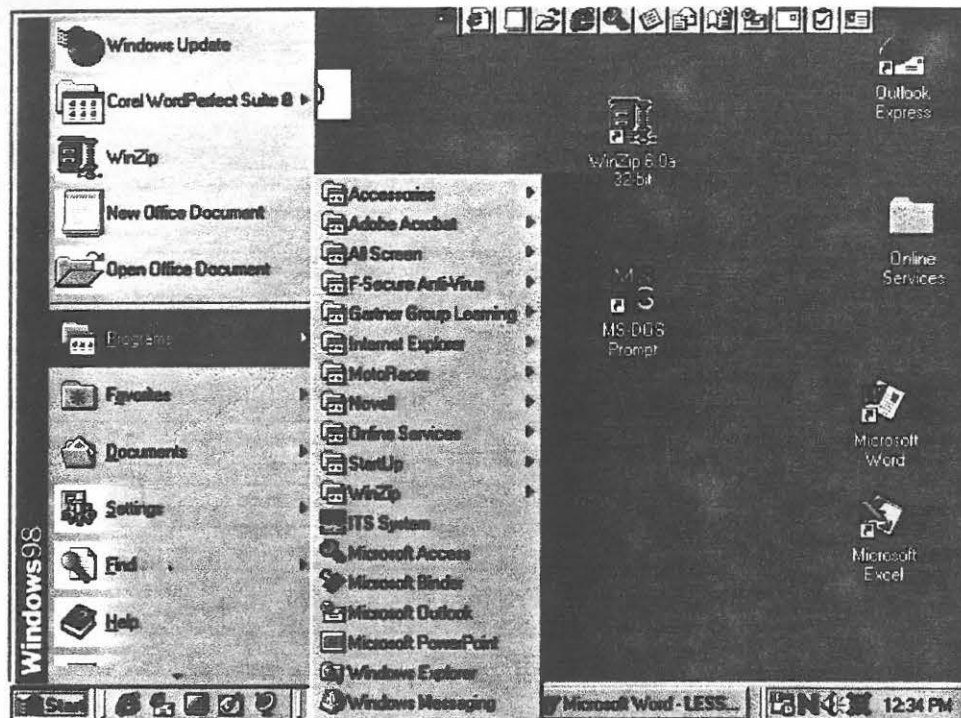 Windows Update
Corel WordPerfect Suite 8
WinZip
New Office Document
Open Office Document
Programs
Favorites
Documents
Settings
Find
Help
Windows98
Accessories
Adobe Acrobat
All Screen
F-Secure Anti-Virus
Gartner Group Learning
Internet Explorer
MotoRacer
Novell
Online Services
StartUp
WinZip
ITS System
Microsoft Access
Microsoft Binder
Microsoft Outlook
Microsoft PowerPoint
Windows Explorer
Windows Messaging
WinZip 6.0a
32-bit
MS-DOS
Prompt
Outlook
Express
Online
Services
Microsoft
Word
Microsoft
Excel
Start
Microsoft Word - LESS...
12:34 PM